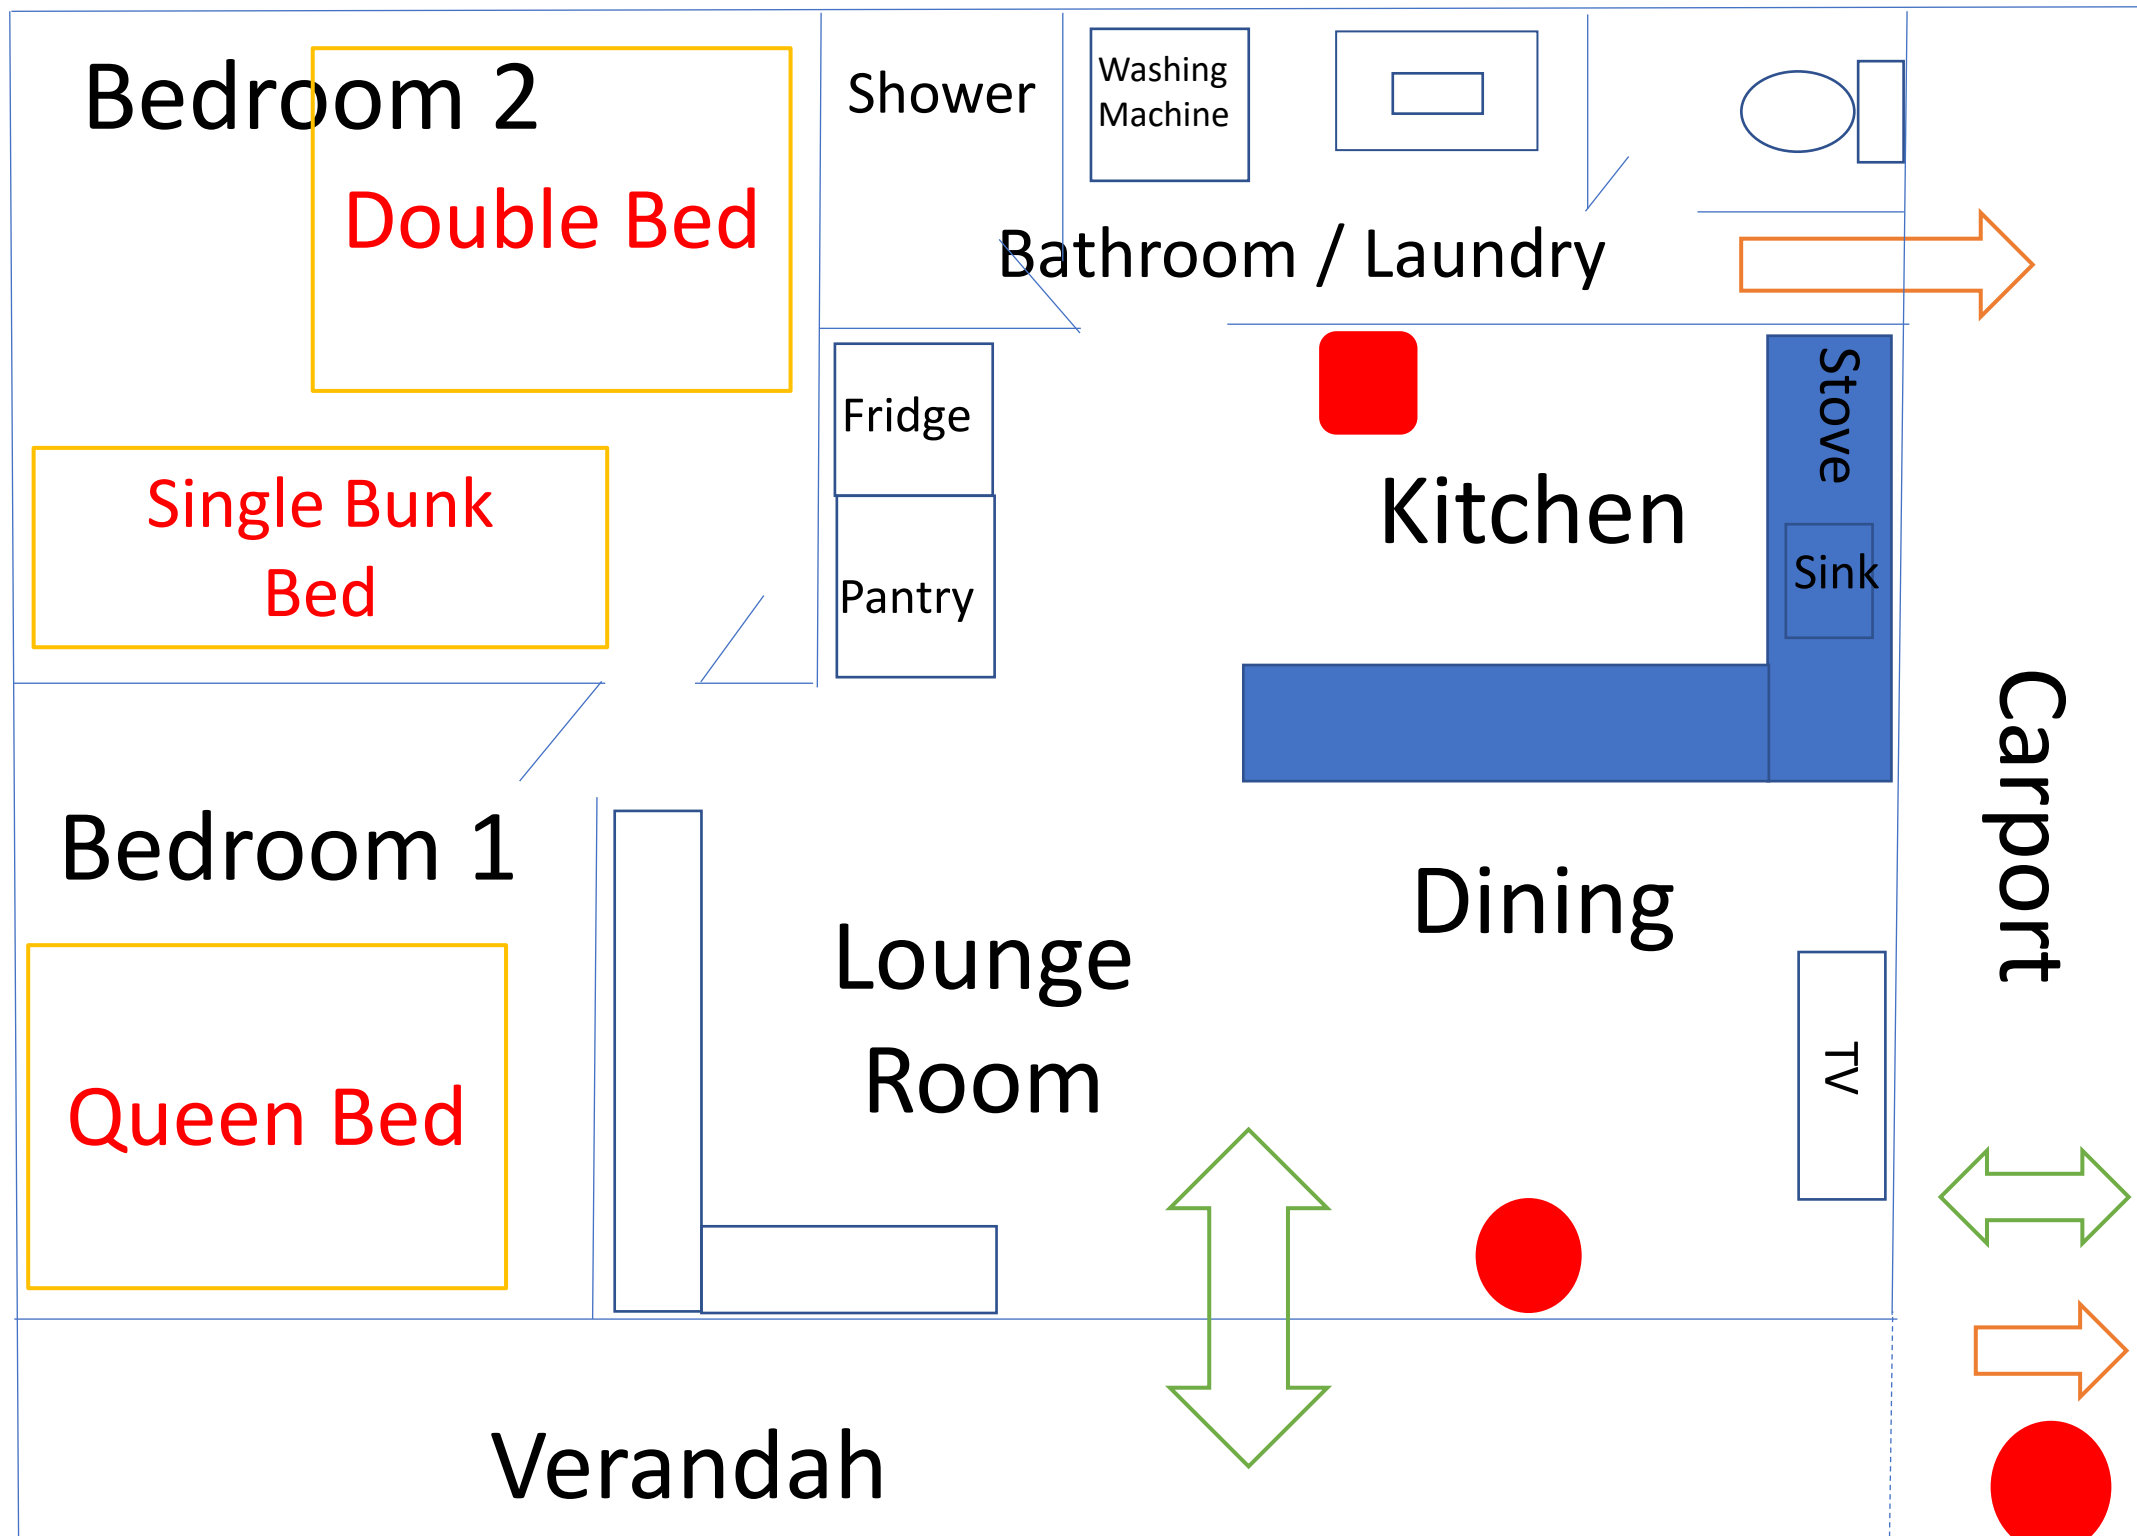 Bedroom 2
Double Bed
Single Bunk
Bed
Shower
Washing
Machine
Bathroom / Laundry
Fridge
Pantry
Kitchen
Stove
Sink
Bedroom 1
Queen Bed
Lounge
Room
Dining
TV
Carport
Verandah